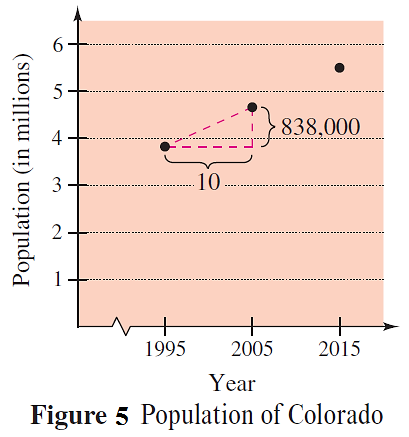 Population (in millions)
6
5
4
3
2
1
838,000
10
1995 2005 2015
Year
Figure 5 Population of Colorado